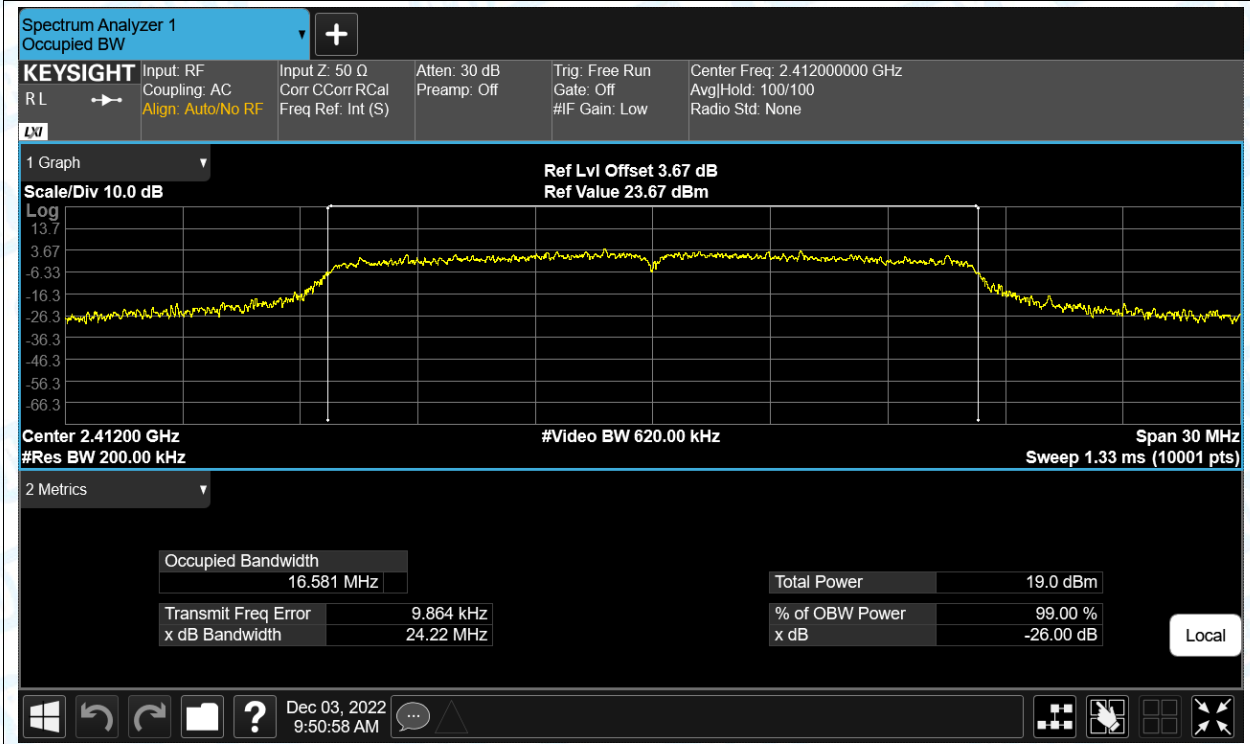 Spectrum Analyzer 1
Occupied BW
KEYSIGHT
R L
LXI
Input: RF
Coupling: AC
Align: Auto/No RF
Input Z: 50 Ω
Corr CCorr RCal
Freq Ref: Int (S)
Atten: 30 dB
Preamp: Off
Trig: Free Run
Gate: Off
#IF Gain: Low
Center Freq: 2.412000000 GHz
Avg|Hold: 100/100
Radio Std: None
1 Graph
Ref Lvl Offset 3.67 dB
Scale/Div 10.0 dB
Ref Value 23.67 dBm
Log
13.7
3.67
-6.33
-16.3
-26.3
-36.3
-46.3
-56.3
-66.3
Center 2.41200 GHz
#Video BW 620.00 kHz
Span 30 MHz
#Res BW 200.00 kHz
Sweep 1.33 ms (10001 pts)
2 Metrics
Occupied Bandwidth
16.581 MHz
Total Power 19.0 dBm
Transmit Freq Error 9.864 kHz
% of OBW Power 99.00 %
x dB Bandwidth 24.22 MHz
x dB -26.00 dB
Local
?
Dec 03, 2022
9:50:58 AM